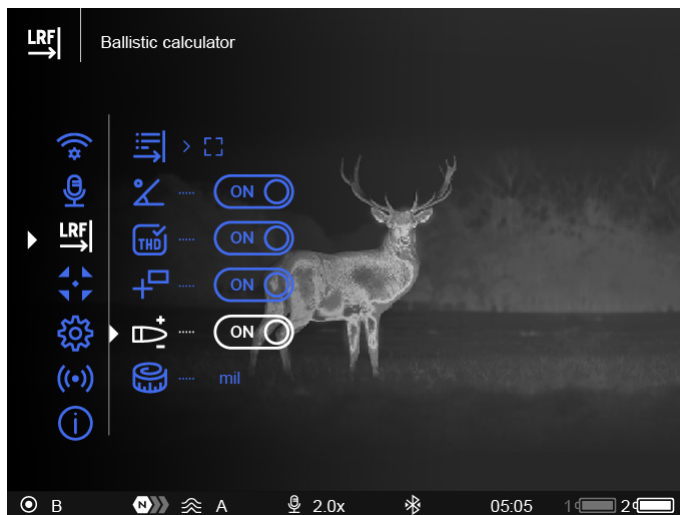 LRF Ballistic calculator
ON
LRF
THD ON
ON
ON
mil
B N A 2.0x 05:05 1 2